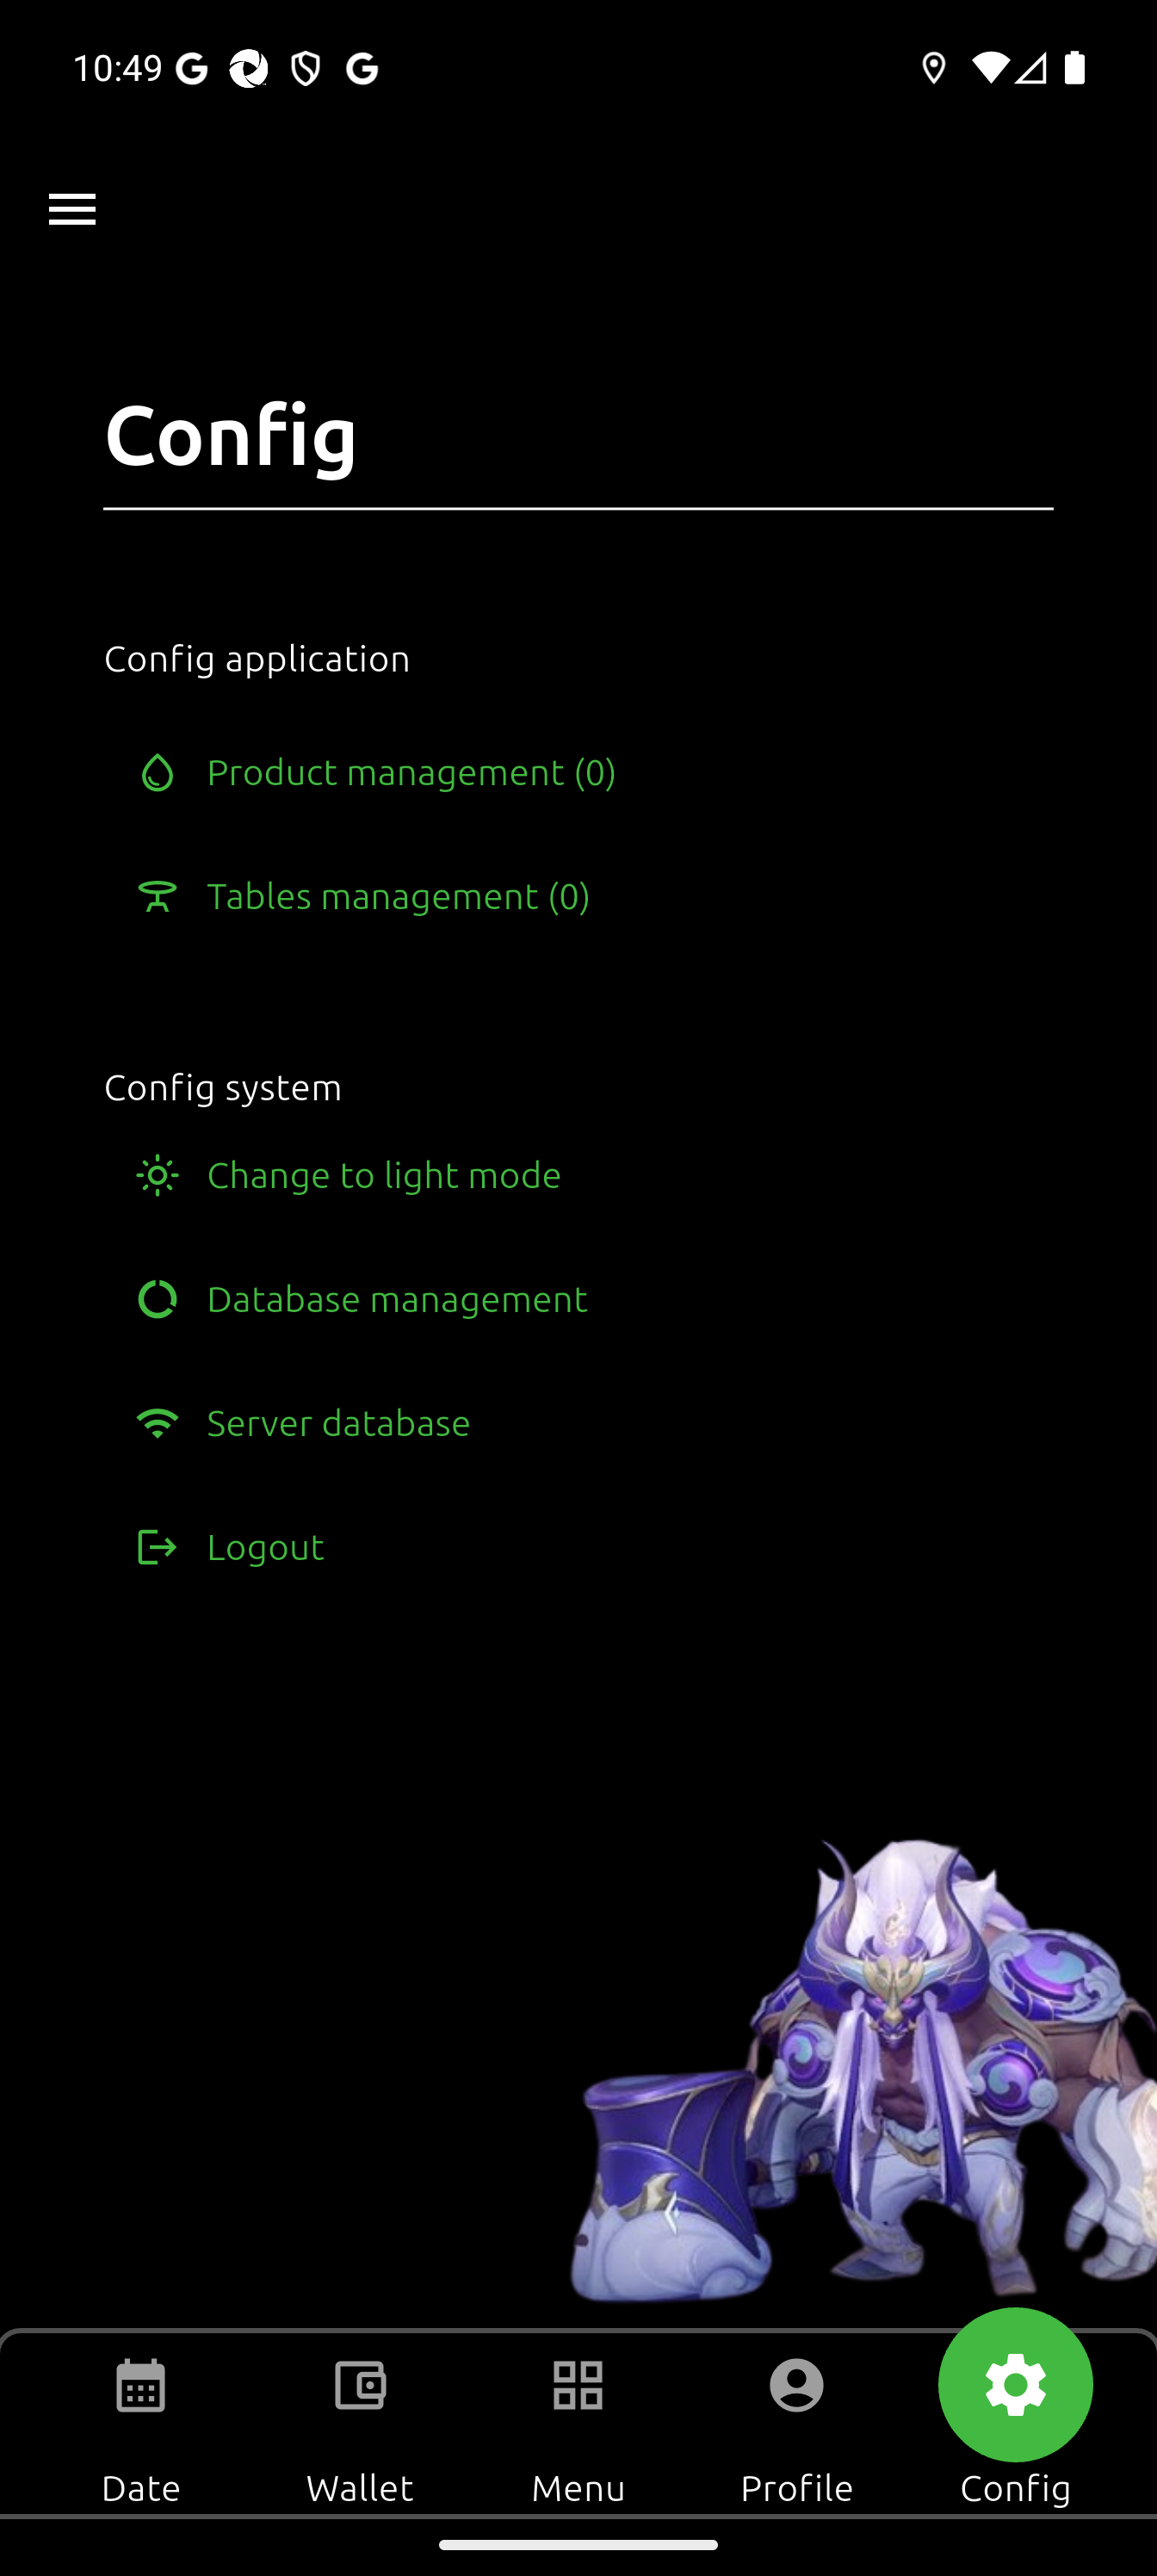 10:49
Config
Config application
Product management (0)
Tables management (0)
Config system
Change to light mode
Database management
Server database
Logout
Date
Wallet
Menu
Profile
Config